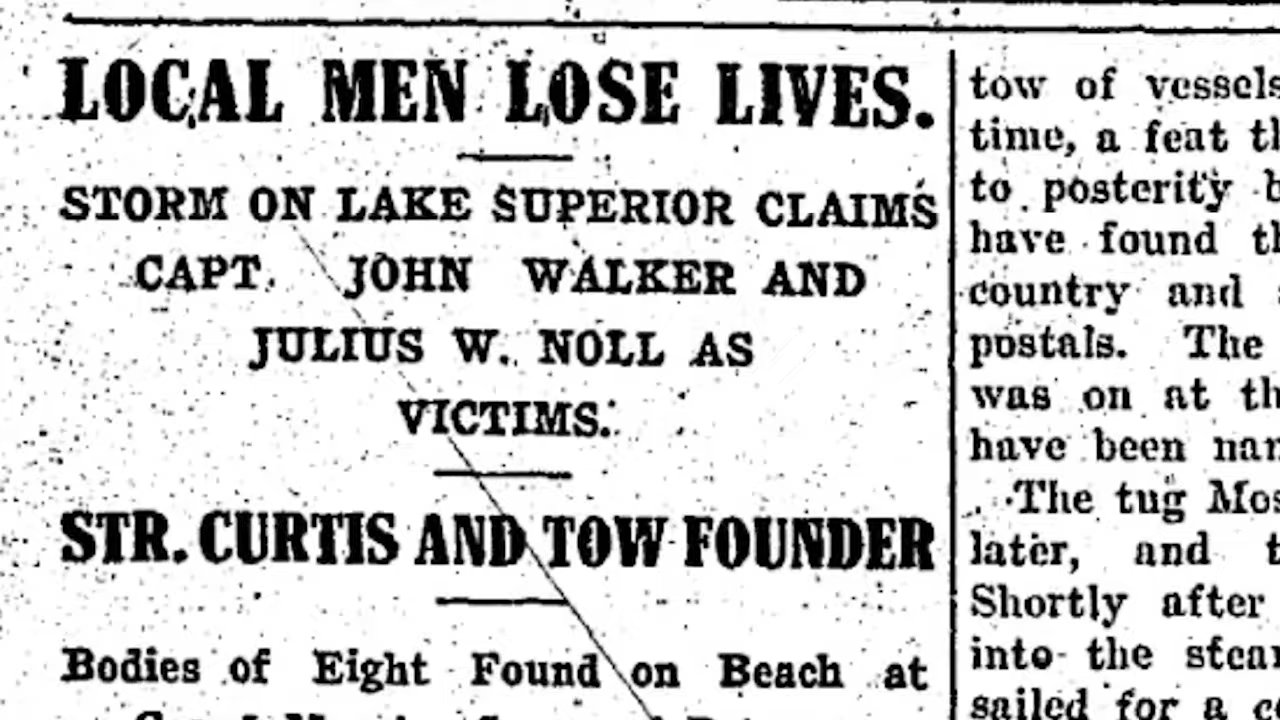 LOCAL MEN LOSE LIVES.
STORM ON LAKE SUPERIOR CLAIMS
CAPT. JOHN WALKER AND
JULIUS W. NOLL AS
VICTIMS.
STR. CURTIS AND TOW FOUNDER
Bodies of Eight Found on Beach at
tow of vessels
time, a feat
to posterity
have found
country and
postals. The
was on at
have been
The tug
later, and
Shortly after
into the
sailed for a